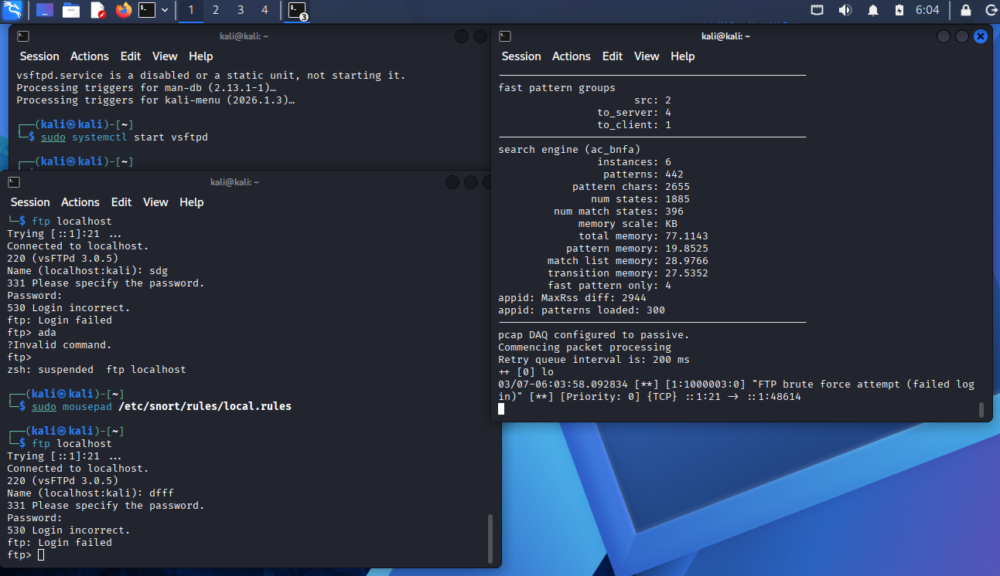 1 2 3 4 3 6:04
kali@kali: ~
Session Actions Edit View Help
vsftpd.service is a disabled or a static unit, not starting it.
Processing triggers for man-db (2.13.1-1)…
Processing triggers for kali-menu (2026.1.3)…
┌──(kali㉿kali)-[~]
└─$ sudo systemctl start vsftpd
┌──(kali㉿kali)-[~]
kali@kali: ~
Session Actions Edit View Help
└─$ ftp localhost
Trying [::1]:21 ...
Connected to localhost.
220 (vsFTPd 3.0.5)
Name (localhost:kali): sdg
331 Please specify the password.
Password:
530 Login incorrect.
ftp: Login failed
ftp> ada
?Invalid command.
ftp>
zsh: suspended  ftp localhost
┌──(kali㉿kali)-[~]
└─$ sudo mousepad /etc/snort/rules/local.rules
┌──(kali㉿kali)-[~]
└─$ ftp localhost
Trying [::1]:21 ...
Connected to localhost.
220 (vsFTPd 3.0.5)
Name (localhost:kali): dfff
331 Please specify the password.
Password:
530 Login incorrect.
ftp: Login failed
ftp>
kali@kali: ~
Session Actions Edit View Help
fast pattern groups
src: 2
to_server: 4
to_client: 1
search engine (ac_bnfa)
instances: 6
patterns: 442
pattern chars: 2655
num states: 1885
num match states: 396
memory scale: KB
total memory: 77.1143
pattern memory: 19.8525
match list memory: 28.9766
transition memory: 27.5352
fast pattern only: 4
appid: MaxRss diff: 2944
appid: patterns loaded: 300
pcap DAQ configured to passive.
Commencing packet processing
Retry queue interval is: 200 ms
++ [0] lo
03/07-06:03:58.092834 [**] [1:1000003:0] "FTP brute force attempt (failed log
in)" [**] [Priority: 0] {TCP} ::1:21 -> ::1:48614